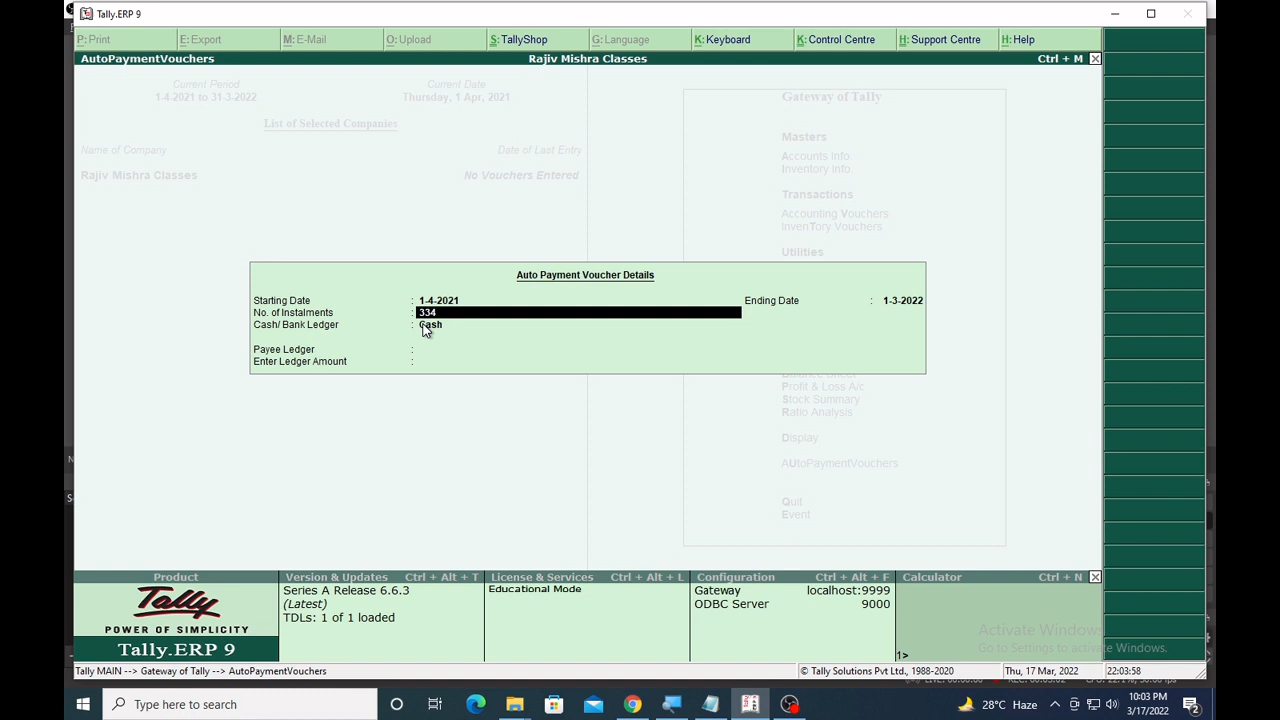 Tally.ERP 9
P: Print
E: Export
M: E-Mail
O: Upload
S: TallyShop
G: Language
K: Keyboard
K: Control Centre
H: Support Centre
H: Help
AutoPaymentVouchers
Rajiv Mishra Classes
Ctrl + M
Current Period
Current Date
1-4-2021 to 31-3-2022
Thursday, 1 Apr, 2021
List of Selected Companies
Name of Company
Date of Last Entry
Rajiv Mishra Classes
No Vouchers Entered
Gateway of Tally
Masters
Accounts Info.
Inventory Info.
Transactions
Accounting Vouchers
InvenTory Vouchers
Utilities
Auto Payment Voucher Details
Starting Date : 1-4-2021
Ending Date : 1-3-2022
No. of Instalments : 334
Cash/ Bank Ledger : Cash
Payee Ledger :
Enter Ledger Amount :
Balance Sheet
Profit & Loss A/c
Stock Summary
Ratio Analysis
Display
AUtoPaymentVouchers
Quit
Event
Product
Version & Updates Ctrl + Alt + T
License & Services Ctrl + Alt + L
Configuration Ctrl + Alt + F
Calculator Ctrl + N
Tally
POWER OF SIMPLICITY
Tally.ERP 9
Series A Release 6.6.3
(Latest)
TDLs: 1 of 1 loaded
Educational Mode
Gateway localhost:9999
ODBC Server 9000
1>
Activate Windows
Go to Settings to activate Windows.
Tally MAIN --> Gateway of Tally --> AutoPaymentVouchers
© Tally Solutions Pvt Ltd., 1988-2020
Thu, 17 Mar, 2022
22:03:58
Type here to search
28°C Haze
10:03 PM
3/17/2022
2